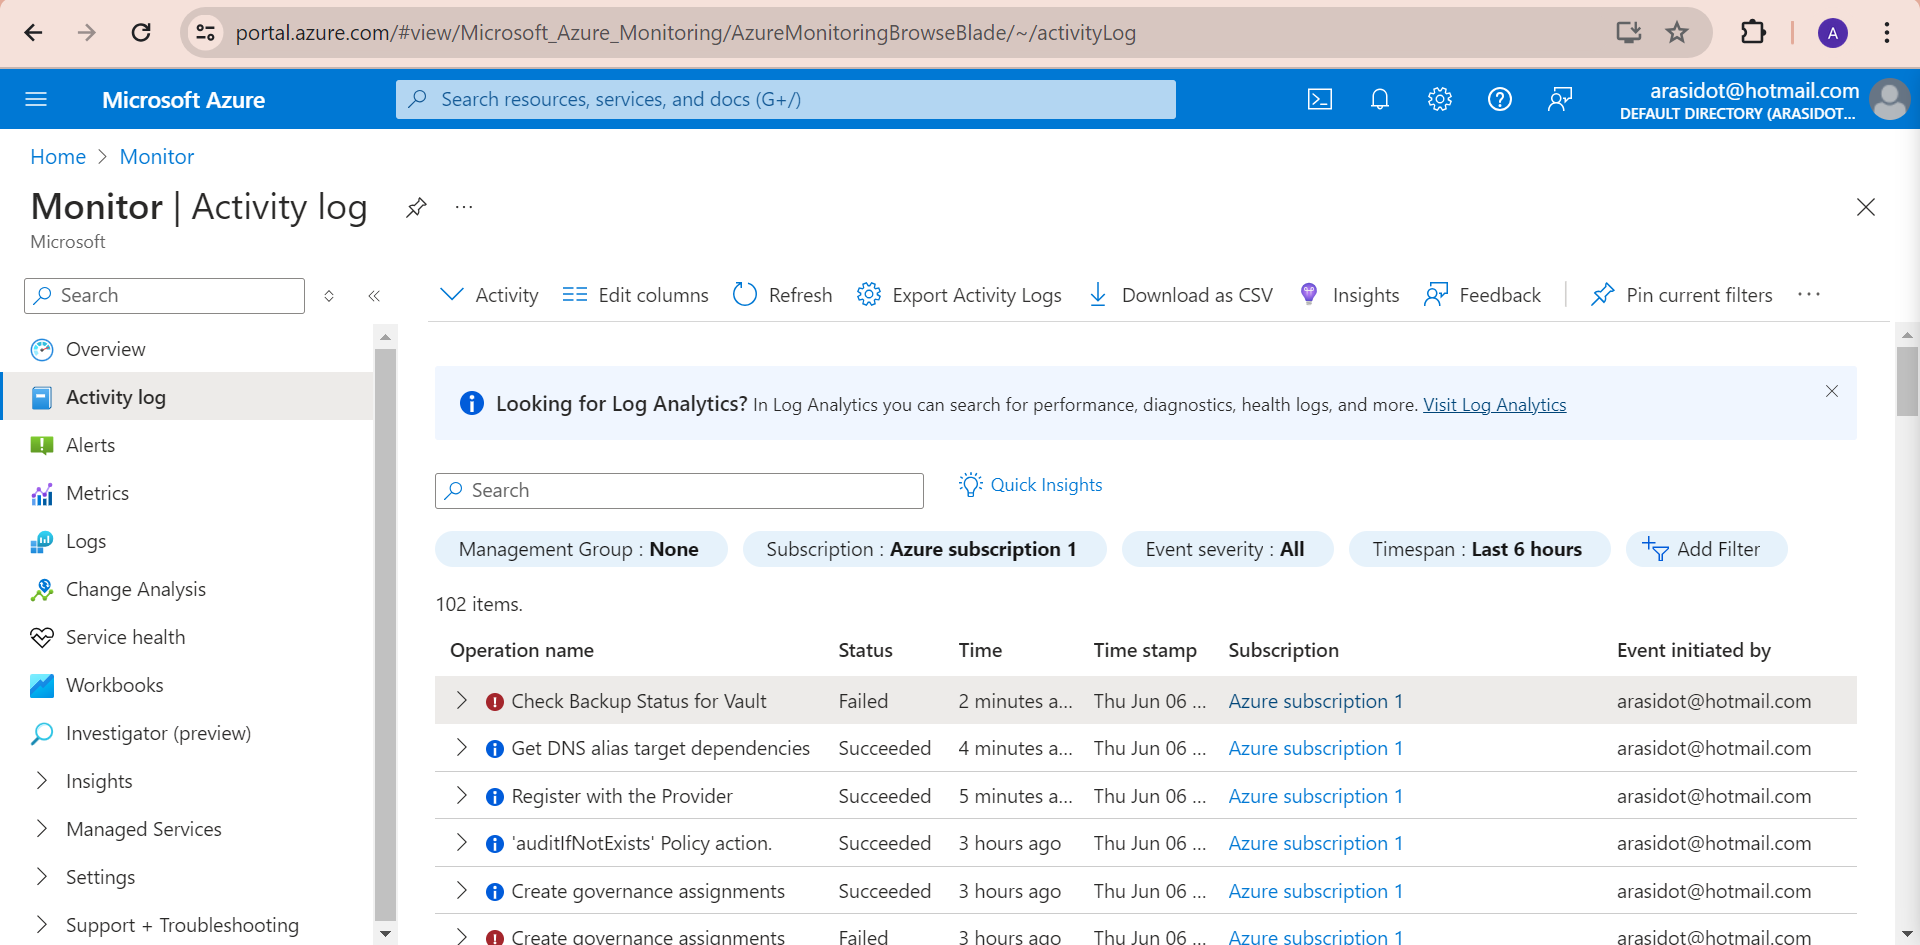 portal.azure.com/#view/Microsoft_Azure_Monitoring/AzureMonitoringBrowseBlade/~/activityLog
A
Microsoft Azure
Search resources, services, and docs (G+/)
arasidot@hotmail.com
DEFAULT DIRECTORY (ARASIDOT...
Home > Monitor
Monitor | Activity log
...
Microsoft
Search
Activity Edit columns Refresh Export Activity Logs Download as CSV Insights Feedback Pin current filters ...
Overview
Activity log
Alerts
Metrics
Logs
Change Analysis
Service health
Workbooks
Investigator (preview)
Insights
Managed Services
Settings
Support + Troubleshooting
Looking for Log Analytics? In Log Analytics you can search for performance, diagnostics, health logs, and more. Visit Log Analytics
Search
Quick Insights
Management Group : None Subscription : Azure subscription 1 Event severity : All Timespan : Last 6 hours Add Filter
102 items.
Operation name Status Time Time stamp Subscription Event initiated by
Check Backup Status for Vault Failed 2 minutes a... Thu Jun 06 ... Azure subscription 1 arasidot@hotmail.com
Get DNS alias target dependencies Succeeded 4 minutes a... Thu Jun 06 ... Azure subscription 1 arasidot@hotmail.com
Register with the Provider Succeeded 5 minutes a... Thu Jun 06 ... Azure subscription 1 arasidot@hotmail.com
'auditIfNotExists' Policy action. Succeeded 3 hours ago Thu Jun 06 ... Azure subscription 1 arasidot@hotmail.com
Create governance assignments Succeeded 3 hours ago Thu Jun 06 ... Azure subscription 1 arasidot@hotmail.com
Create governance assignments Failed 3 hours ago Thu Jun 06 ... Azure subscription 1 arasidot@hotmail.com